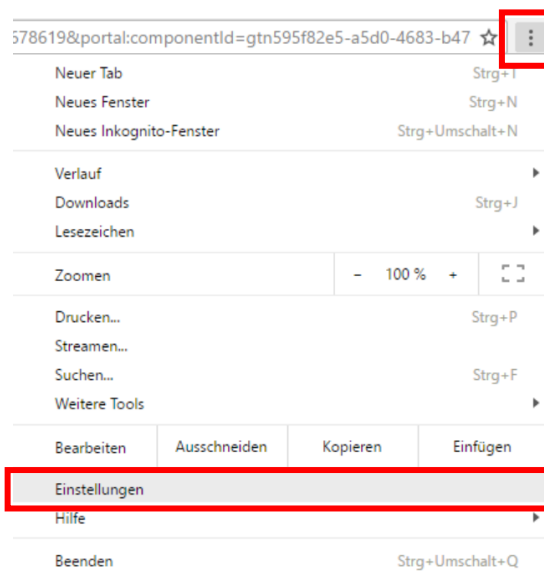 678619&portal:componentId=gtn595f82e5-a5d0-4683-b47
Neuer Tab Strg+T
Neues Fenster Strg+N
Neues Inkognito-Fenster Strg+Umschalt+N
Verlauf
Downloads Strg+J
Lesezeichen
Zoomen - 100 % +
Drucken... Strg+P
Streamen...
Suchen... Strg+F
Weitere Tools
Bearbeiten Ausschneiden Kopieren Einfügen
Einstellungen
Hilfe
Beenden Strg+Umschalt+Q